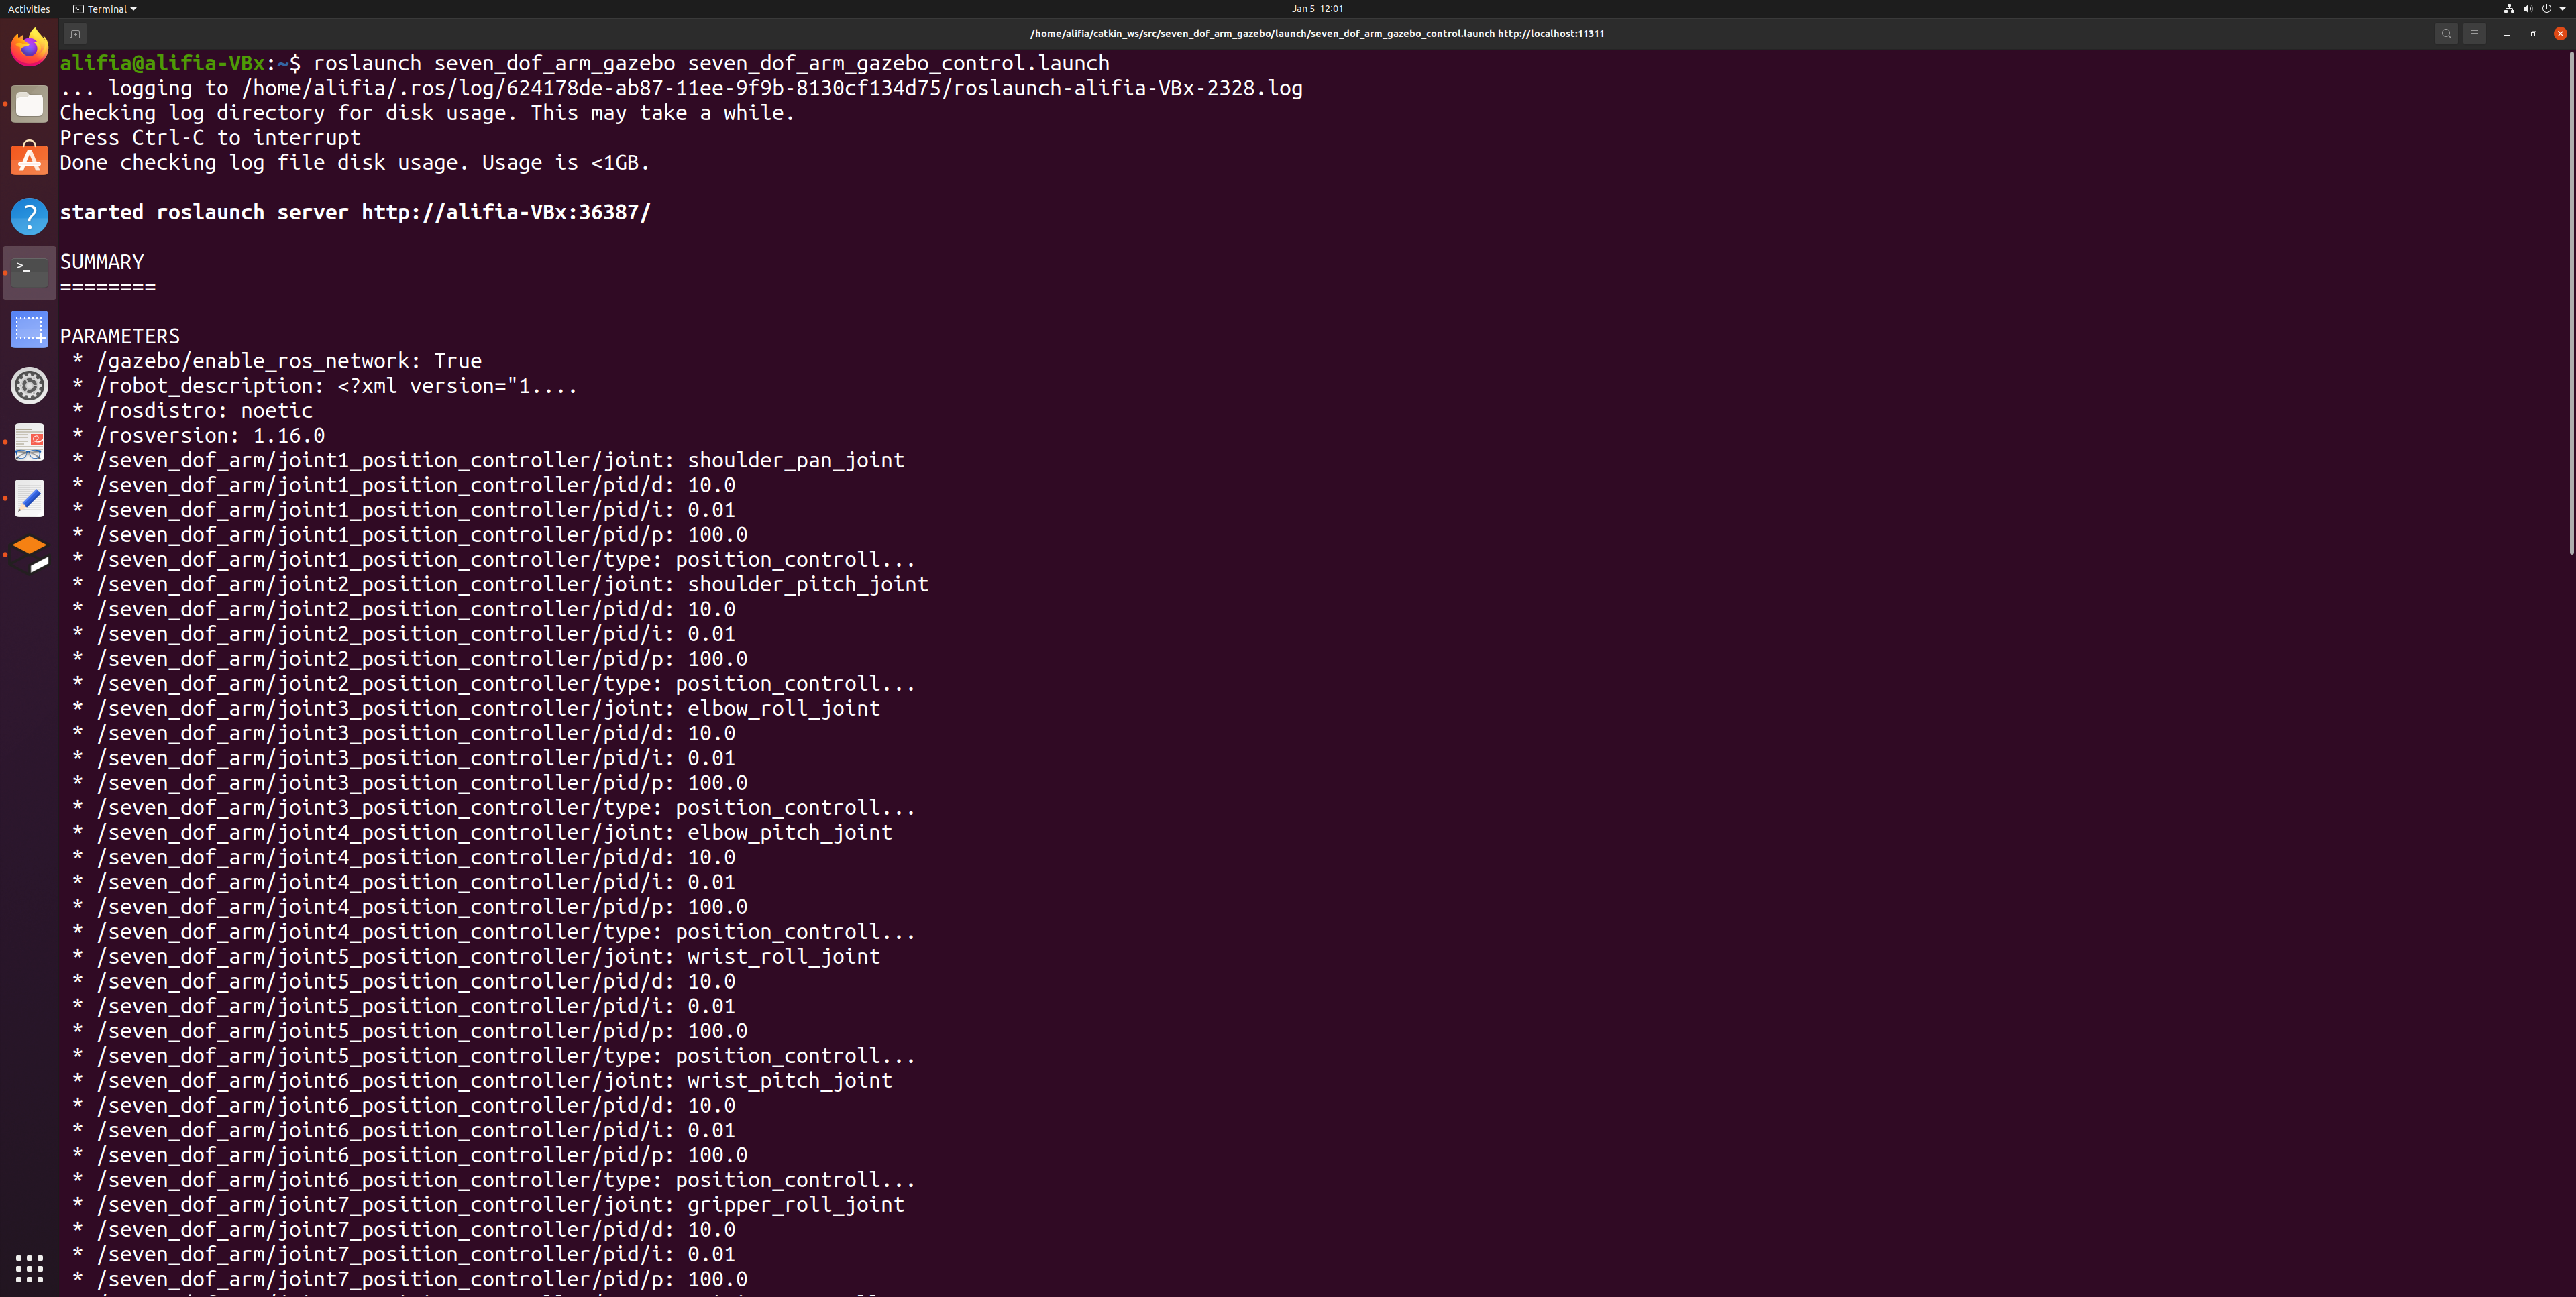 Activities
Terminal
Jan 5 12:01
/home/alifia/catkin_ws/src/seven_dof_arm_gazebo/launch/seven_dof_arm_gazebo_control.launch http://localhost:11311
alifia@alifia-VBx:~$ roslaunch seven_dof_arm_gazebo seven_dof_arm_gazebo_control.launch
... logging to /home/alifia/.ros/log/624178de-ab87-11ee-9f9b-8130cf134d75/roslaunch-alifia-VBx-2328.log
Checking log directory for disk usage. This may take a while.
Press Ctrl-C to interrupt
Done checking log file disk usage. Usage is <1GB.
started roslaunch server http://alifia-VBx:36387/
SUMMARY
========
PARAMETERS
* /gazebo/enable_ros_network: True
* /robot_description: <?xml version="1....
* /rosdistro: noetic
* /rosversion: 1.16.0
* /seven_dof_arm/joint1_position_controller/joint: shoulder_pan_joint
* /seven_dof_arm/joint1_position_controller/pid/d: 10.0
* /seven_dof_arm/joint1_position_controller/pid/i: 0.01
* /seven_dof_arm/joint1_position_controller/pid/p: 100.0
* /seven_dof_arm/joint1_position_controller/type: position_controll...
* /seven_dof_arm/joint2_position_controller/joint: shoulder_pitch_joint
* /seven_dof_arm/joint2_position_controller/pid/d: 10.0
* /seven_dof_arm/joint2_position_controller/pid/i: 0.01
* /seven_dof_arm/joint2_position_controller/pid/p: 100.0
* /seven_dof_arm/joint2_position_controller/type: position_controll...
* /seven_dof_arm/joint3_position_controller/joint: elbow_roll_joint
* /seven_dof_arm/joint3_position_controller/pid/d: 10.0
* /seven_dof_arm/joint3_position_controller/pid/i: 0.01
* /seven_dof_arm/joint3_position_controller/pid/p: 100.0
* /seven_dof_arm/joint3_position_controller/type: position_controll...
* /seven_dof_arm/joint4_position_controller/joint: elbow_pitch_joint
* /seven_dof_arm/joint4_position_controller/pid/d: 10.0
* /seven_dof_arm/joint4_position_controller/pid/i: 0.01
* /seven_dof_arm/joint4_position_controller/pid/p: 100.0
* /seven_dof_arm/joint4_position_controller/type: position_controll...
* /seven_dof_arm/joint5_position_controller/joint: wrist_roll_joint
* /seven_dof_arm/joint5_position_controller/pid/d: 10.0
* /seven_dof_arm/joint5_position_controller/pid/i: 0.01
* /seven_dof_arm/joint5_position_controller/pid/p: 100.0
* /seven_dof_arm/joint5_position_controller/type: position_controll...
* /seven_dof_arm/joint6_position_controller/joint: wrist_pitch_joint
* /seven_dof_arm/joint6_position_controller/pid/d: 10.0
* /seven_dof_arm/joint6_position_controller/pid/i: 0.01
* /seven_dof_arm/joint6_position_controller/pid/p: 100.0
* /seven_dof_arm/joint6_position_controller/type: position_controll...
* /seven_dof_arm/joint7_position_controller/joint: gripper_roll_joint
* /seven_dof_arm/joint7_position_controller/pid/d: 10.0
* /seven_dof_arm/joint7_position_controller/pid/i: 0.01
* /seven_dof_arm/joint7_position_controller/pid/p: 100.0